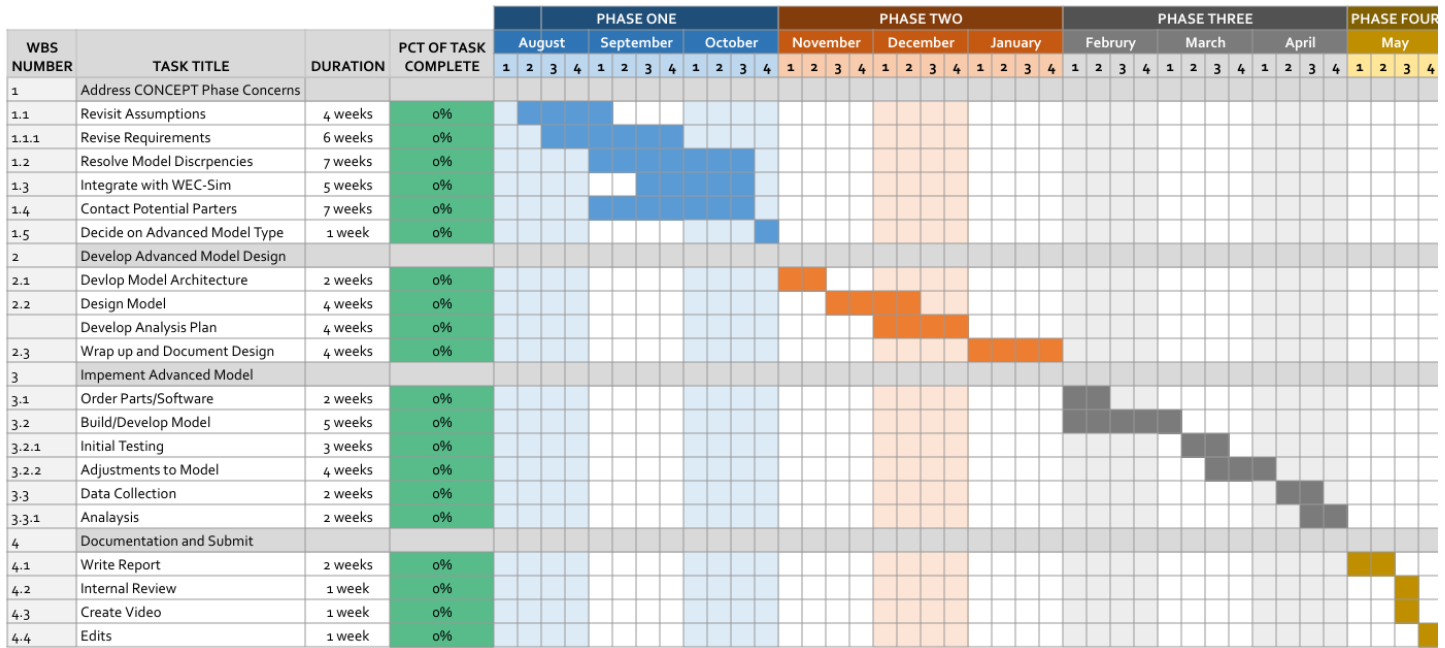 PHASE ONE PHASE TWO PHASE THREE PHASE FOUR
WBS NUMBER TASK TITLE DURATION PCT OF TASK COMPLETE August September October November December January Februry March April May
1 2 3 4 1 2 3 4 1 2 3 4 1 2 3 4 1 2 3 4 1 2 3 4 1 2 3 4 1 2 3 4 1 2 3 4 1 2 3 4
1 Address CONCEPT Phase Concerns
1.1 Revisit Assumptions 4 weeks 0%
1.1.1 Revise Requirements 6 weeks 0%
1.2 Resolve Model Discrpencies 7 weeks 0%
1.3 Integrate with WEC-Sim 5 weeks 0%
1.4 Contact Potential Parters 7 weeks 0%
1.5 Decide on Advanced Model Type 1 week 0%
2 Develop Advanced Model Design
2.1 Devlop Model Architecture 2 weeks 0%
2.2 Design Model 4 weeks 0%
Develop Analysis Plan 4 weeks 0%
2.3 Wrap up and Document Design 4 weeks 0%
3 Impement Advanced Model
3.1 Order Parts/Software 2 weeks 0%
3.2 Build/Develop Model 5 weeks 0%
3.2.1 Initial Testing 3 weeks 0%
3.2.2 Adjustments to Model 4 weeks 0%
3.3 Data Collection 2 weeks 0%
3.3.1 Analaysis 2 weeks 0%
4 Documentation and Submit
4.1 Write Report 2 weeks 0%
4.2 Internal Review 1 week 0%
4.3 Create Video 1 week 0%
4.4 Edits 1 week 0%